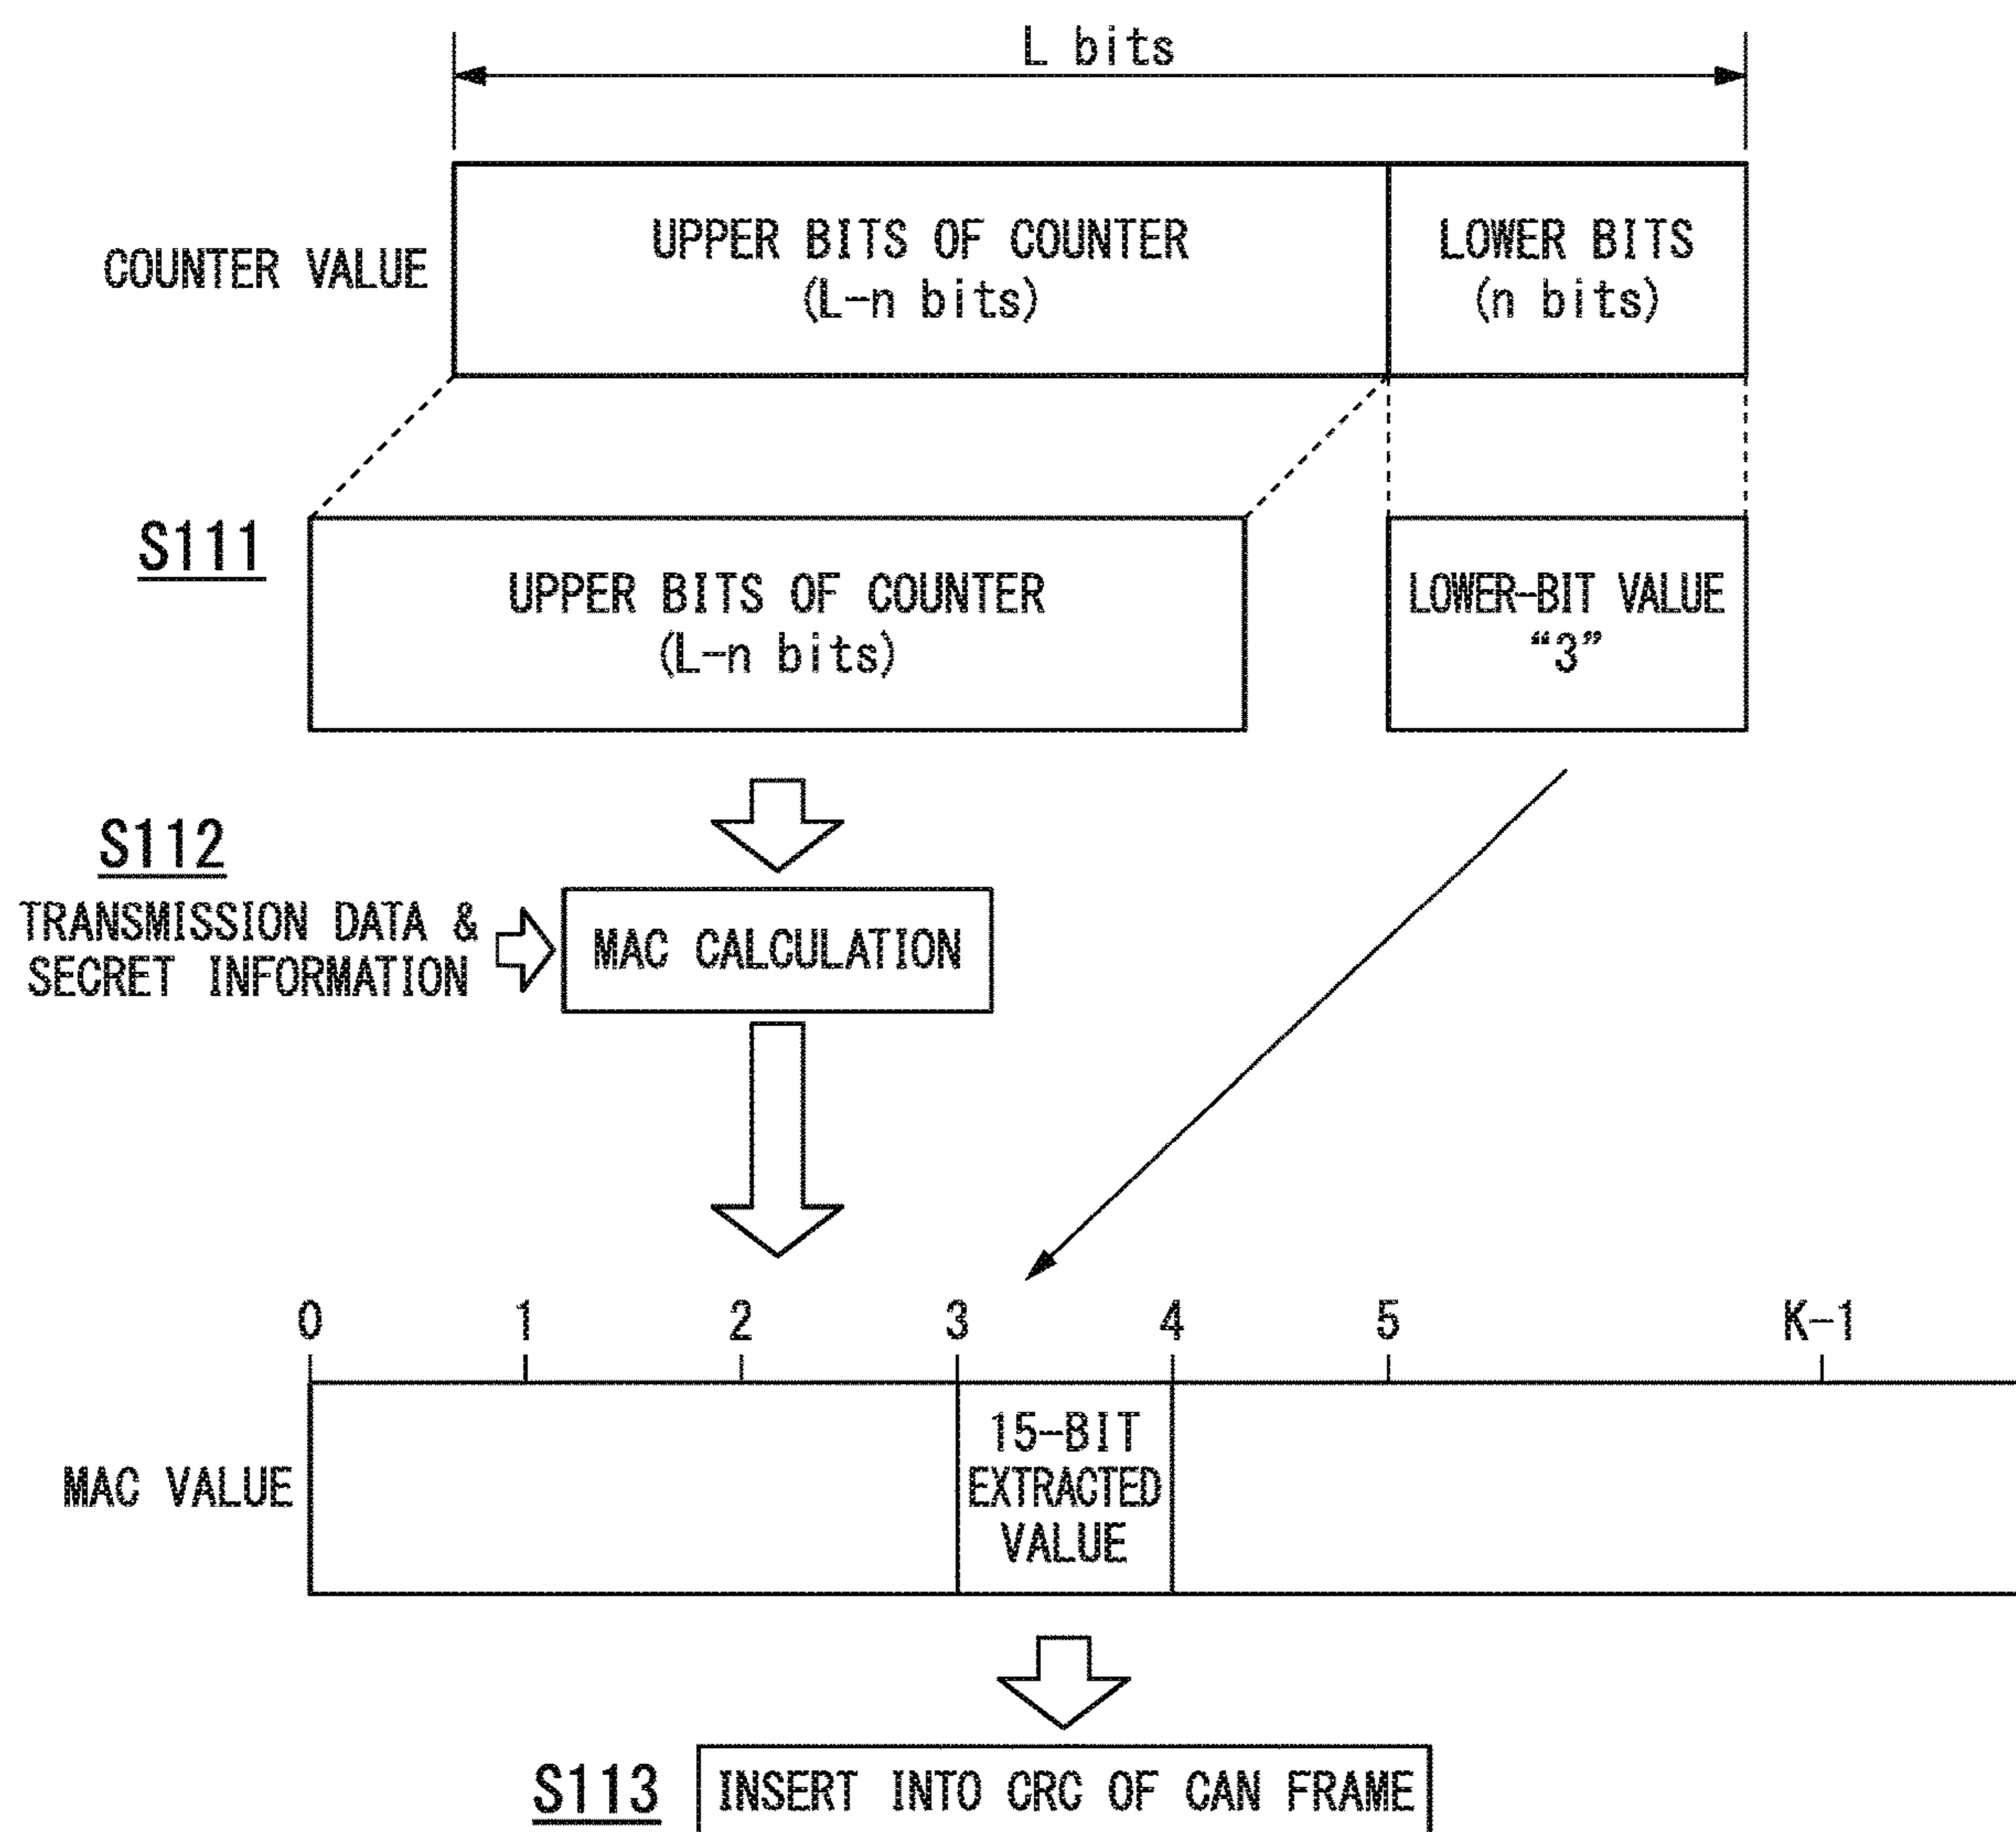 L bits
COUNTER VALUE
UPPER BITS OF COUNTER
(L-n bits)
LOWER BITS
(n bits)
S111
UPPER BITS OF COUNTER
(L-n bits)
LOWER-BIT VALUE
“3”
S112
TRANSMISSION DATA &
SECRET INFORMATION
MAC CALCULATION
0 1 2 3 4 5 K-1
MAC VALUE
15-BIT
EXTRACTED
VALUE
S113
INSERT INTO CRC OF CAN FRAME